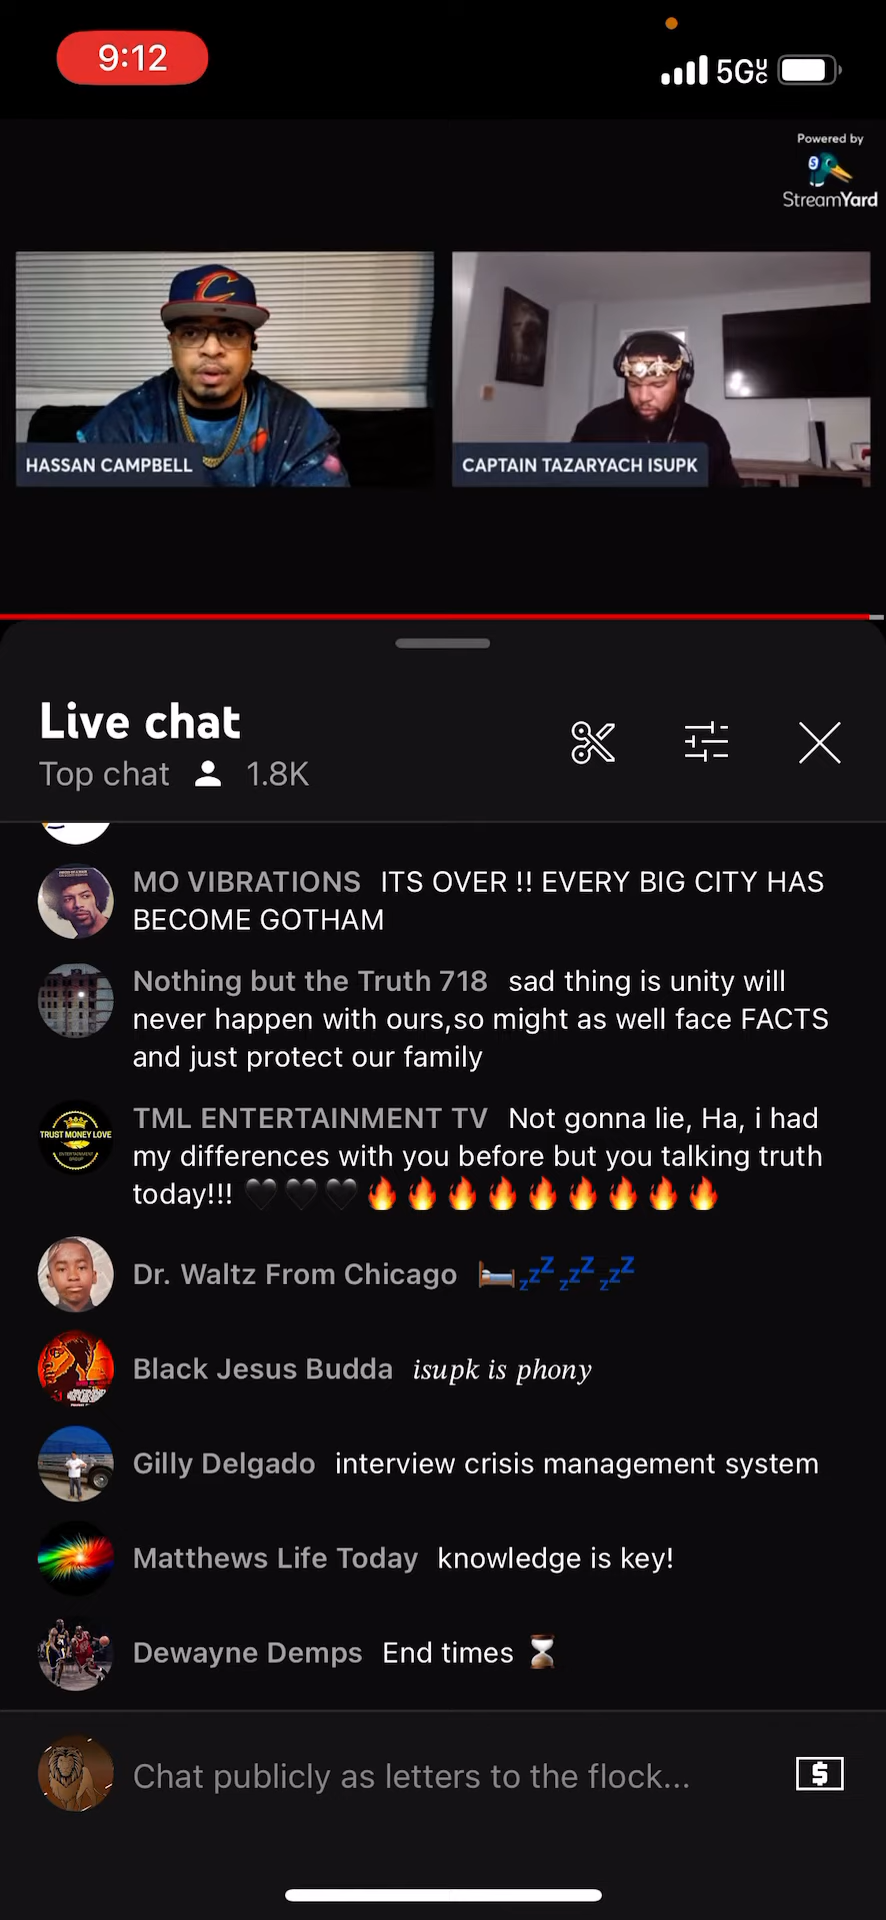 9:12
5GUC
Powered by
StreamYard
HASSAN CAMPBELL
CAPTAIN TAZARYACH ISUPK
Live chat
Top chat 1.8K
MO VIBRATIONS ITS OVER !! EVERY BIG CITY HAS
BECOME GOTHAM
Nothing but the Truth 718 sad thing is unity will
never happen with ours,so might as well face FACTS
and just protect our family
TRUST MONEY LOVE
TML ENTERTAINMENT TV Not gonna lie, Ha, i had
my differences with you before but you talking truth
today!!! 🖤🖤🖤🔥🔥🔥🔥🔥🔥🔥🔥🔥
Dr. Waltz From Chicago 🛏️💤💤💤
Black Jesus Budda isupk is phony
Gilly Delgado interview crisis management system
Matthews Life Today knowledge is key!
Dewayne Demps End times ⌛
Chat publicly as letters to the flock...